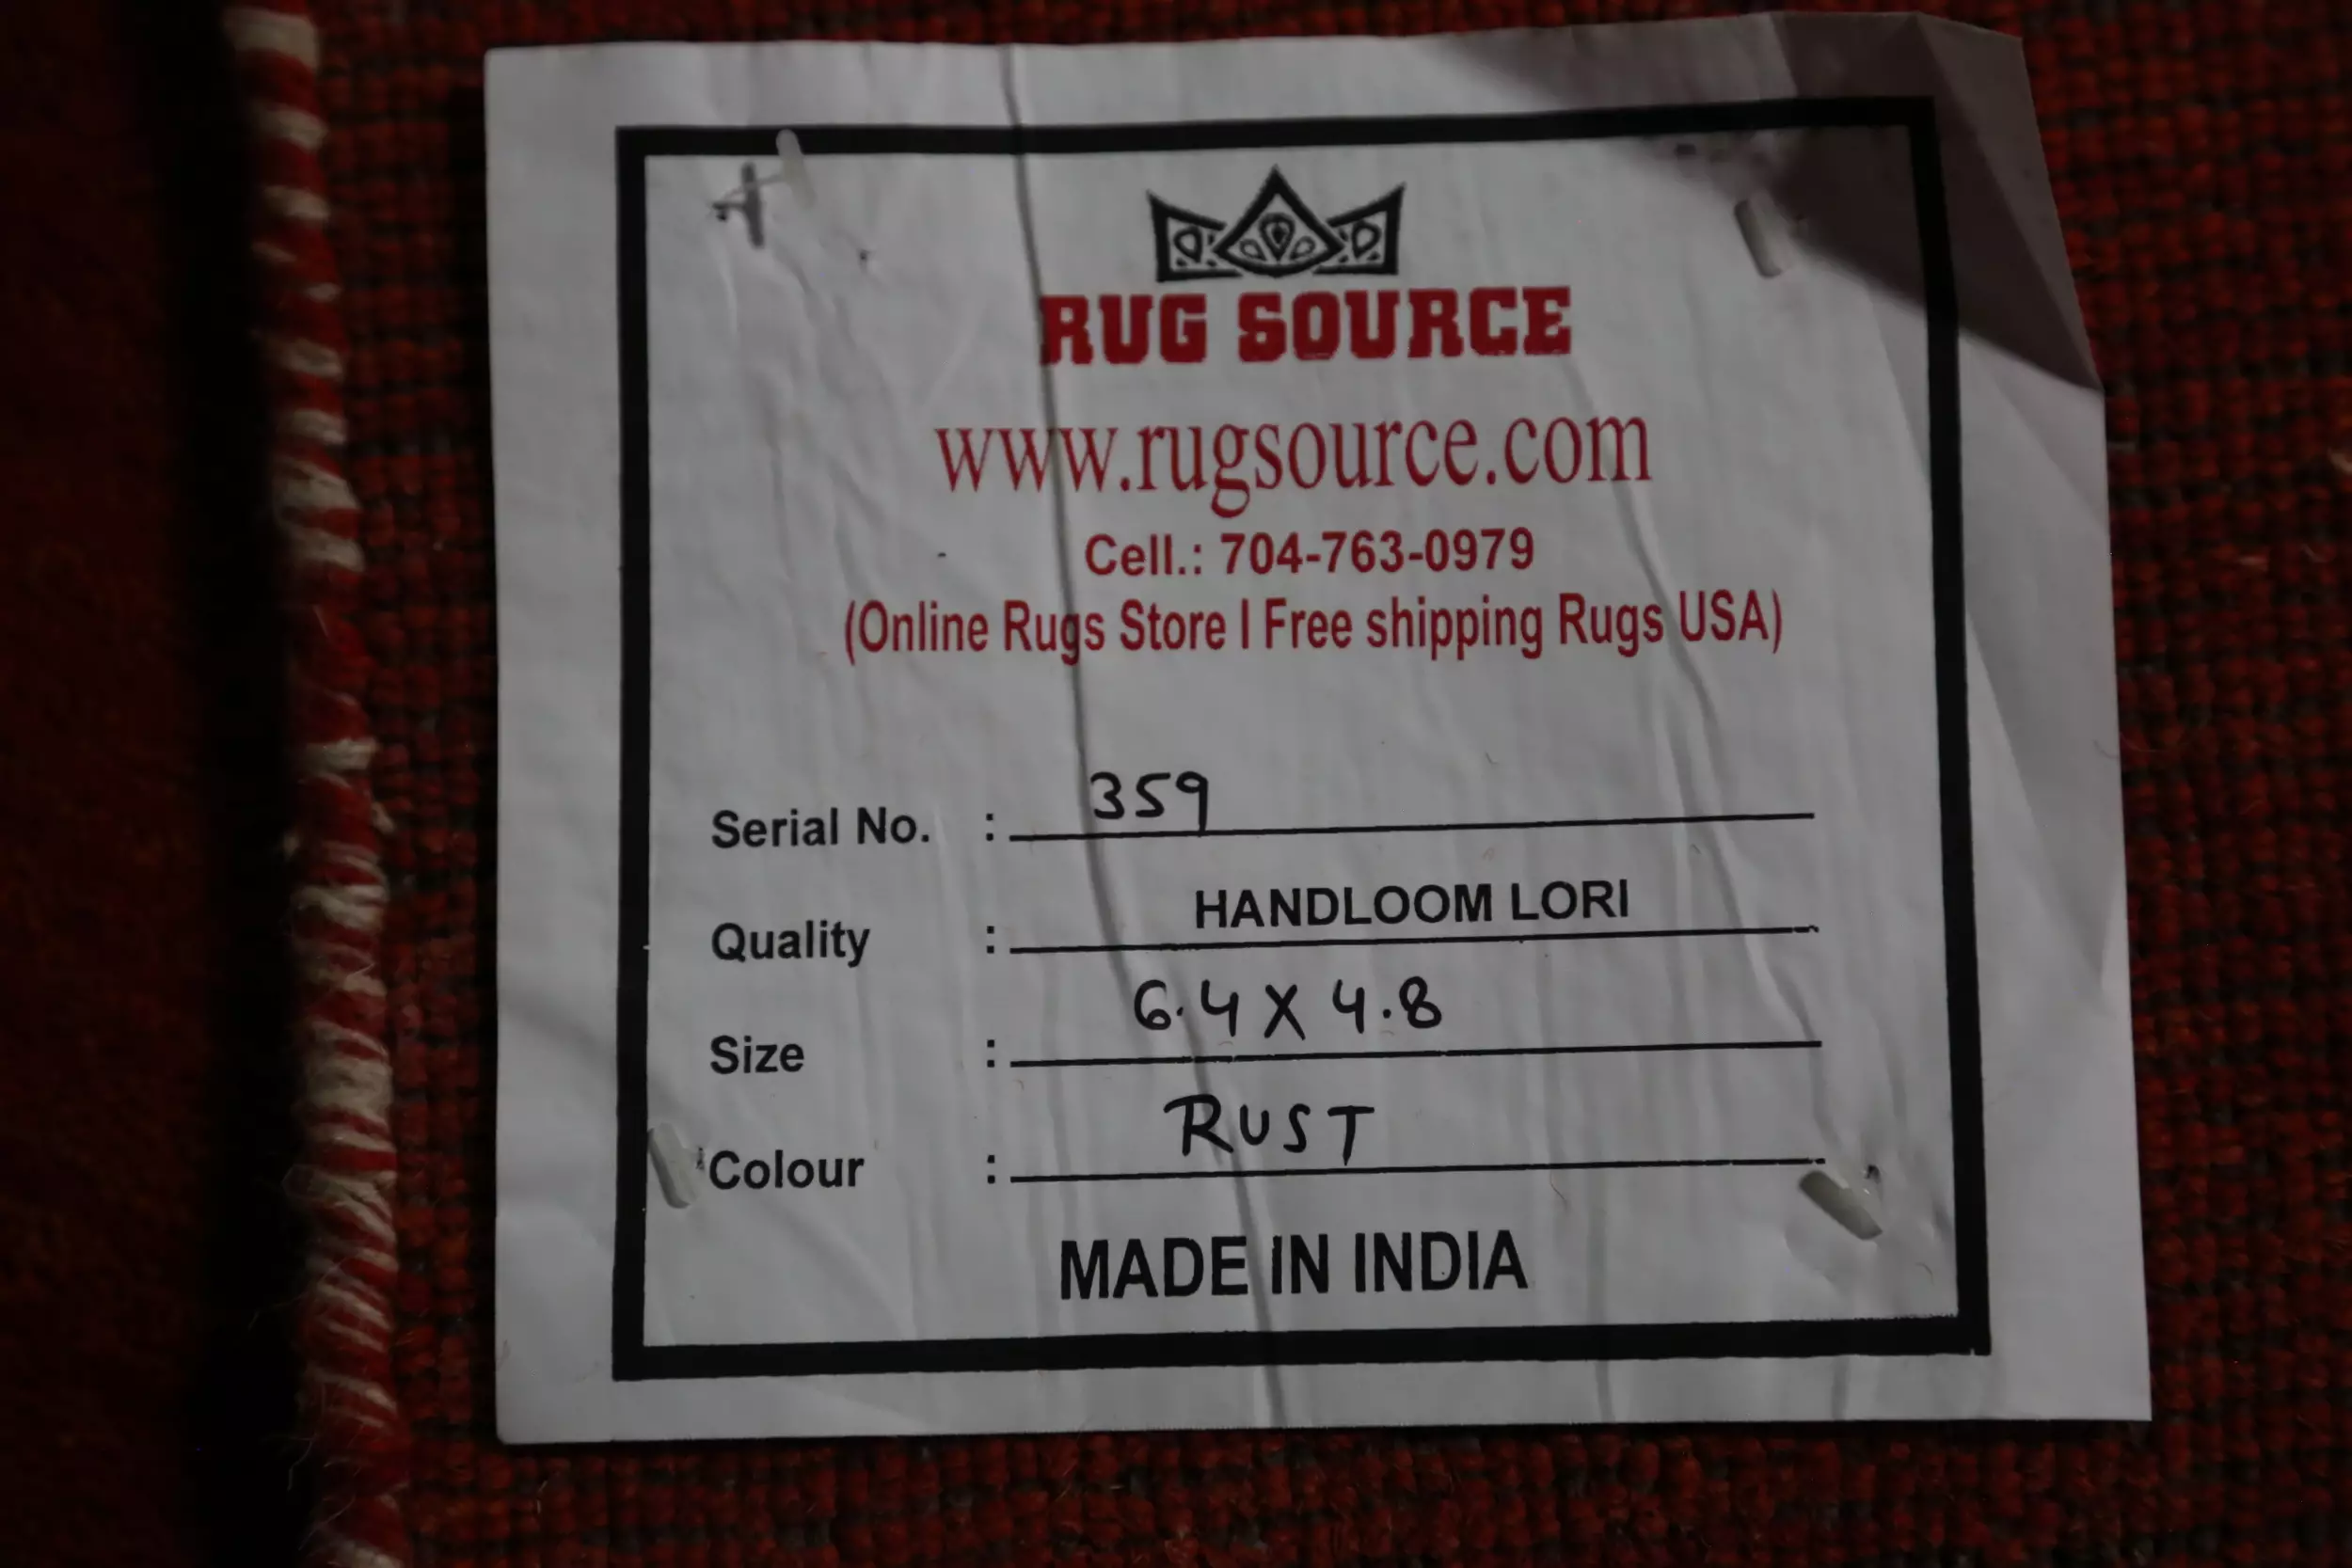 RUG SOURCE
www.rugsource.com
Cell.: 704-763-0979
(Online Rugs Store I Free shipping Rugs USA)
Serial No. : 359
Quality : HANDLOOM LORI
Size : 6.4 X 4.8
Colour : RUST
MADE IN INDIA